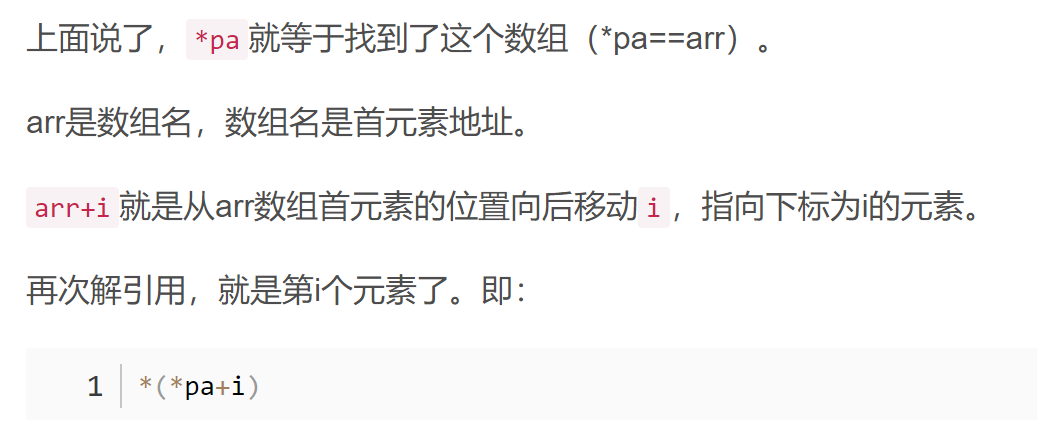 上面说了，*pa就等于找到了这个数组（*pa==arr）。
arr是数组名，数组名是首元素地址。
arr+i就是从arr数组首元素的位置向后移动i，指向下标为i的元素。
再次解引用，就是第i个元素了。即：
1 *(*pa+i)